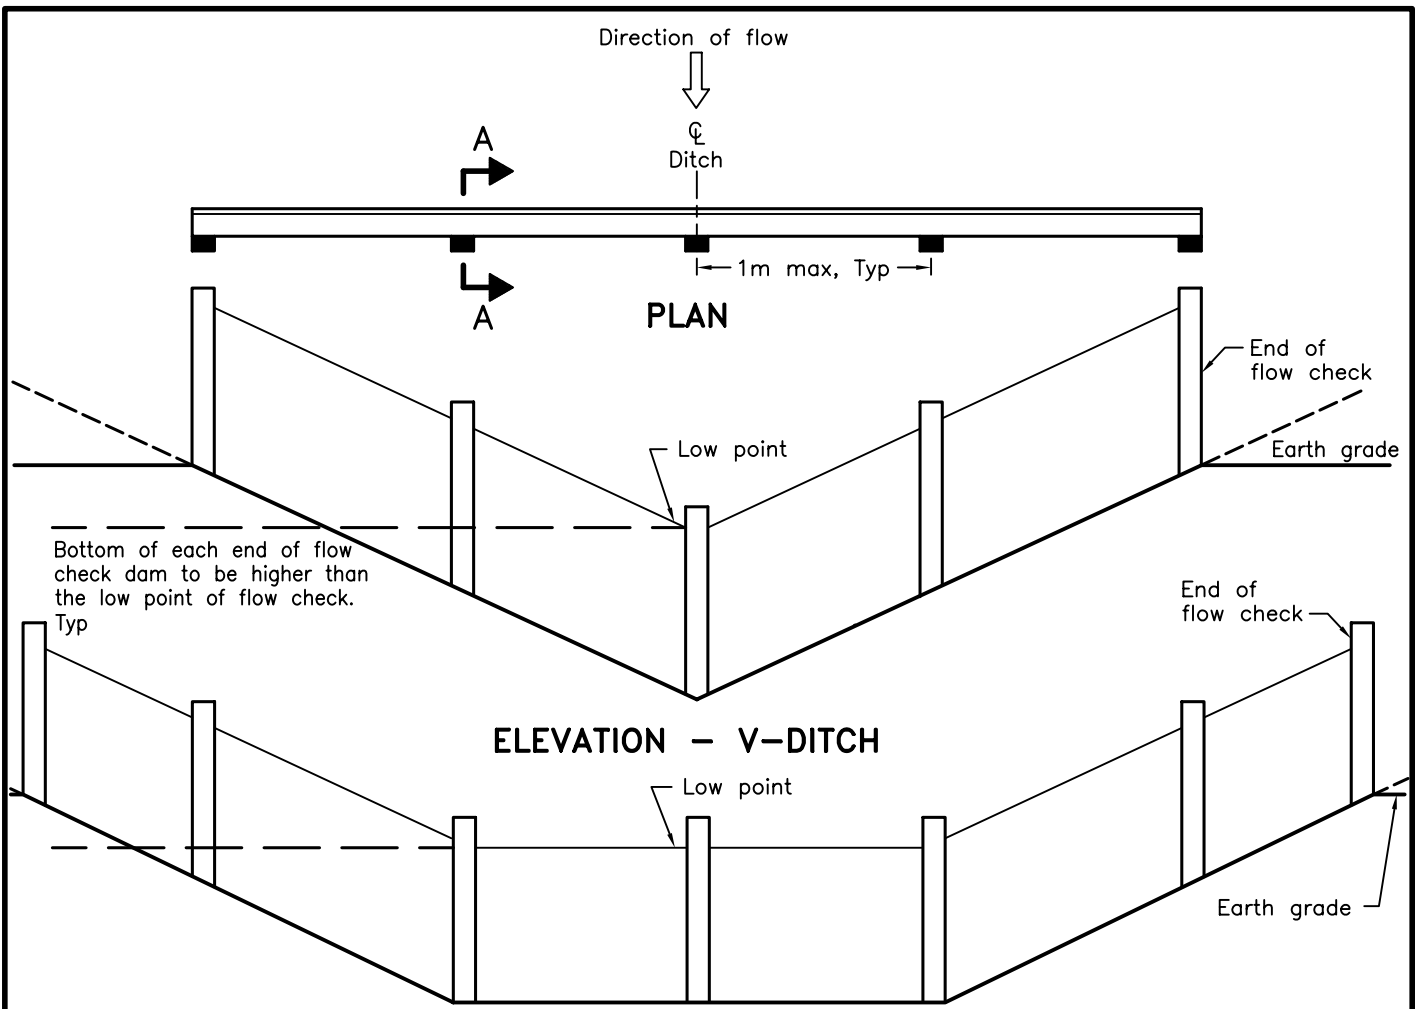 Direction of flow
℄
Ditch
A
1m max, Typ
A
PLAN
End of
flow check
Low point
Earth grade
Bottom of each end of flow
check dam to be higher than
the low point of flow check.
Typ
End of
flow check
ELEVATION - V-DITCH
Low point
Earth grade